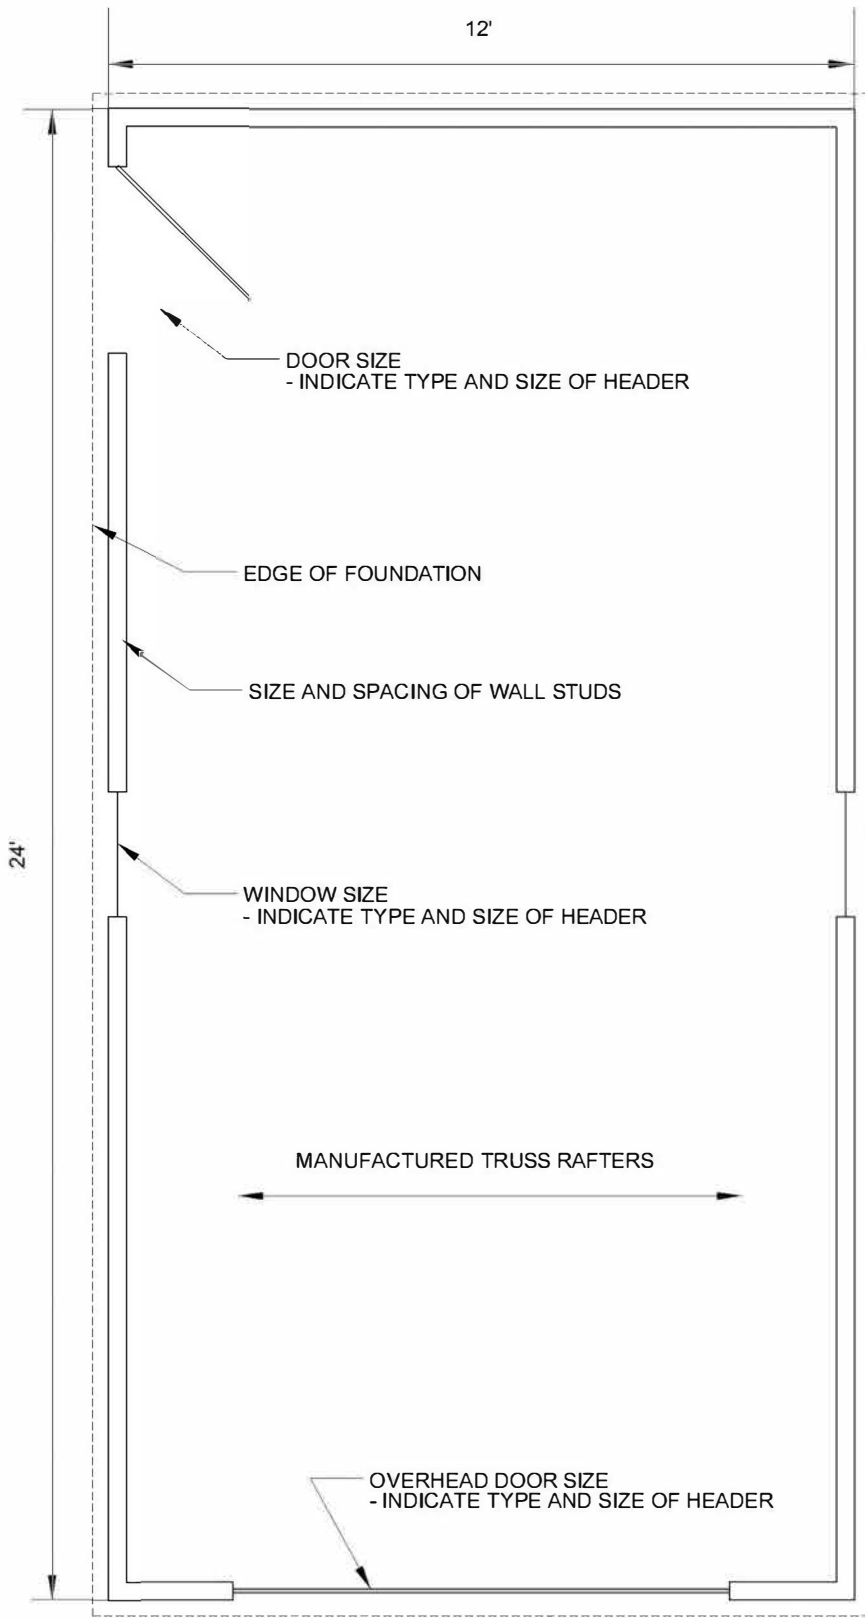 12'
DOOR SIZE
- INDICATE TYPE AND SIZE OF HEADER
EDGE OF FOUNDATION
SIZE AND SPACING OF WALL STUDS
24'
WINDOW SIZE
- INDICATE TYPE AND SIZE OF HEADER
MANUFACTURED TRUSS RAFTERS
OVERHEAD DOOR SIZE
- INDICATE TYPE AND SIZE OF HEADER